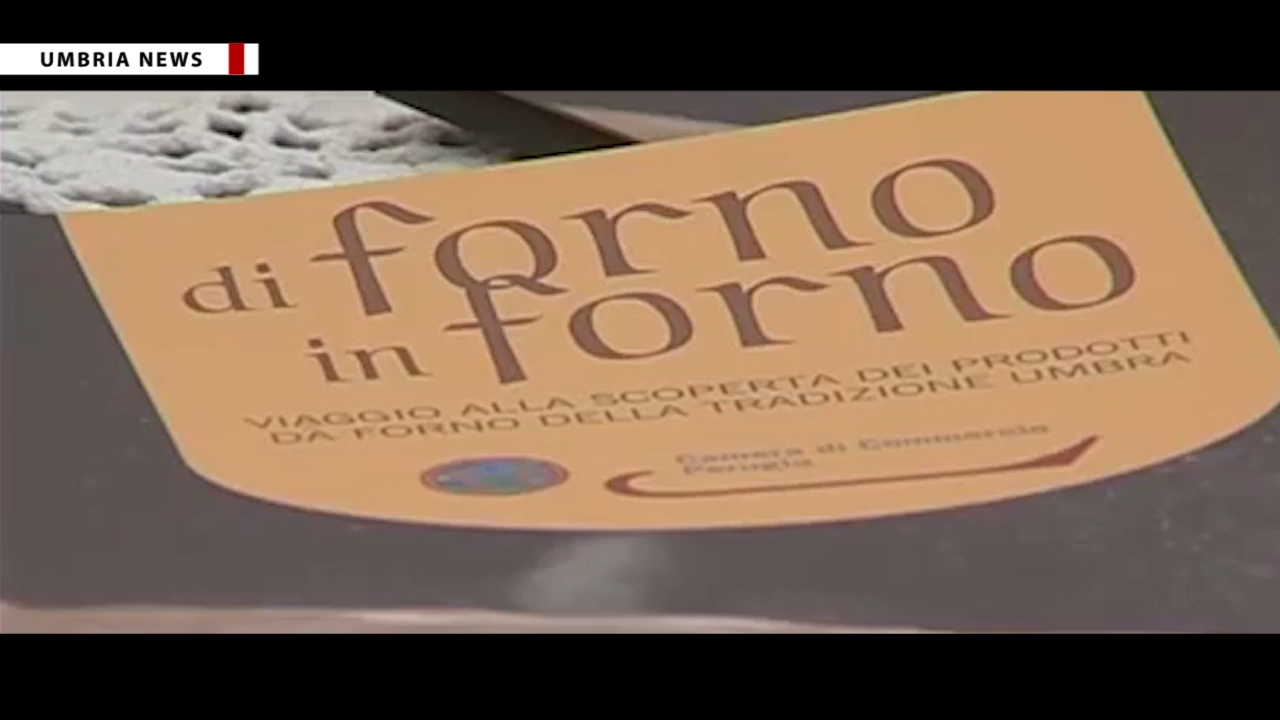 UMBRIA NEWS
di forno
in forno
VIAGGIO ALLA SCOPERTA DEI PRODOTTI
DA FORNO DELLA TRADIZIONE UMBRA
Camera di Commercio
Perugia